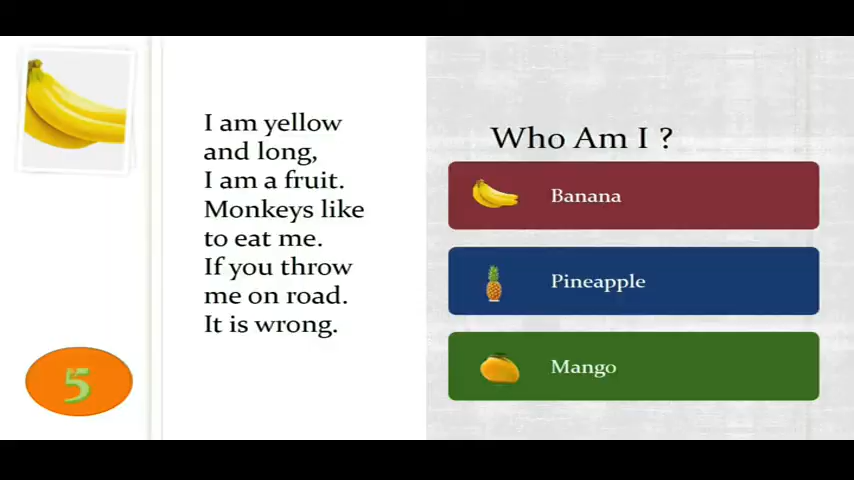 I am yellow
and long,
I am a fruit.
Monkeys like
to eat me.
If you throw
me on road.
It is wrong.
5
Who Am I ?
Banana
Pineapple
Mango